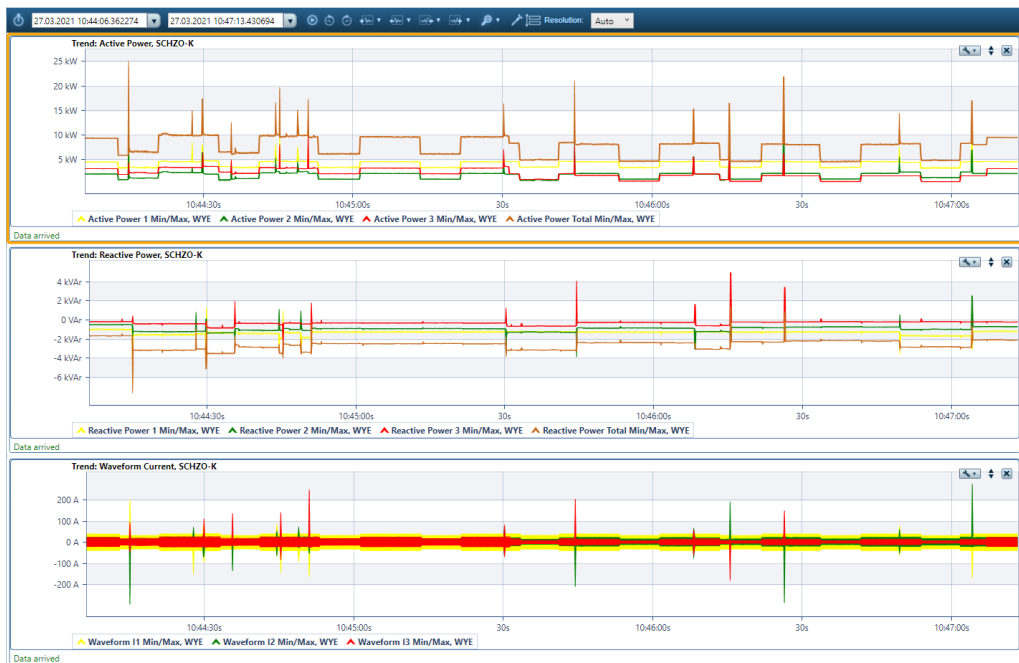 27.03.2021 10:44:06.362274 27.03.2021 10:47:13.430694 Resolution: Auto
Trend: Active Power, SCHZO-K
25 kW
20 kW
15 kW
10 kW
5 kW
10:44:30s 10:45:00s 30s 10:46:00s 30s 10:47:00s
Active Power 1 Min/Max, WYE Active Power 2 Min/Max, WYE Active Power 3 Min/Max, WYE Active Power Total Min/Max, WYE
Data arrived
Trend: Reactive Power, SCHZO-K
4 kVAr
2 kVAr
0 VAr
-2 kVAr
-4 kVAr
-6 kVAr
10:44:30s 10:45:00s 30s 10:46:00s 30s 10:47:00s
Reactive Power 1 Min/Max, WYE Reactive Power 2 Min/Max, WYE Reactive Power 3 Min/Max, WYE Reactive Power Total Min/Max, WYE
Data arrived
Trend: Waveform Current, SCHZO-K
200 A
100 A
0 A
-100 A
-200 A
10:44:30s 10:45:00s 30s 10:46:00s 30s 10:47:00s
Waveform I1 Min/Max, WYE Waveform I2 Min/Max, WYE Waveform I3 Min/Max, WYE
Data arrived